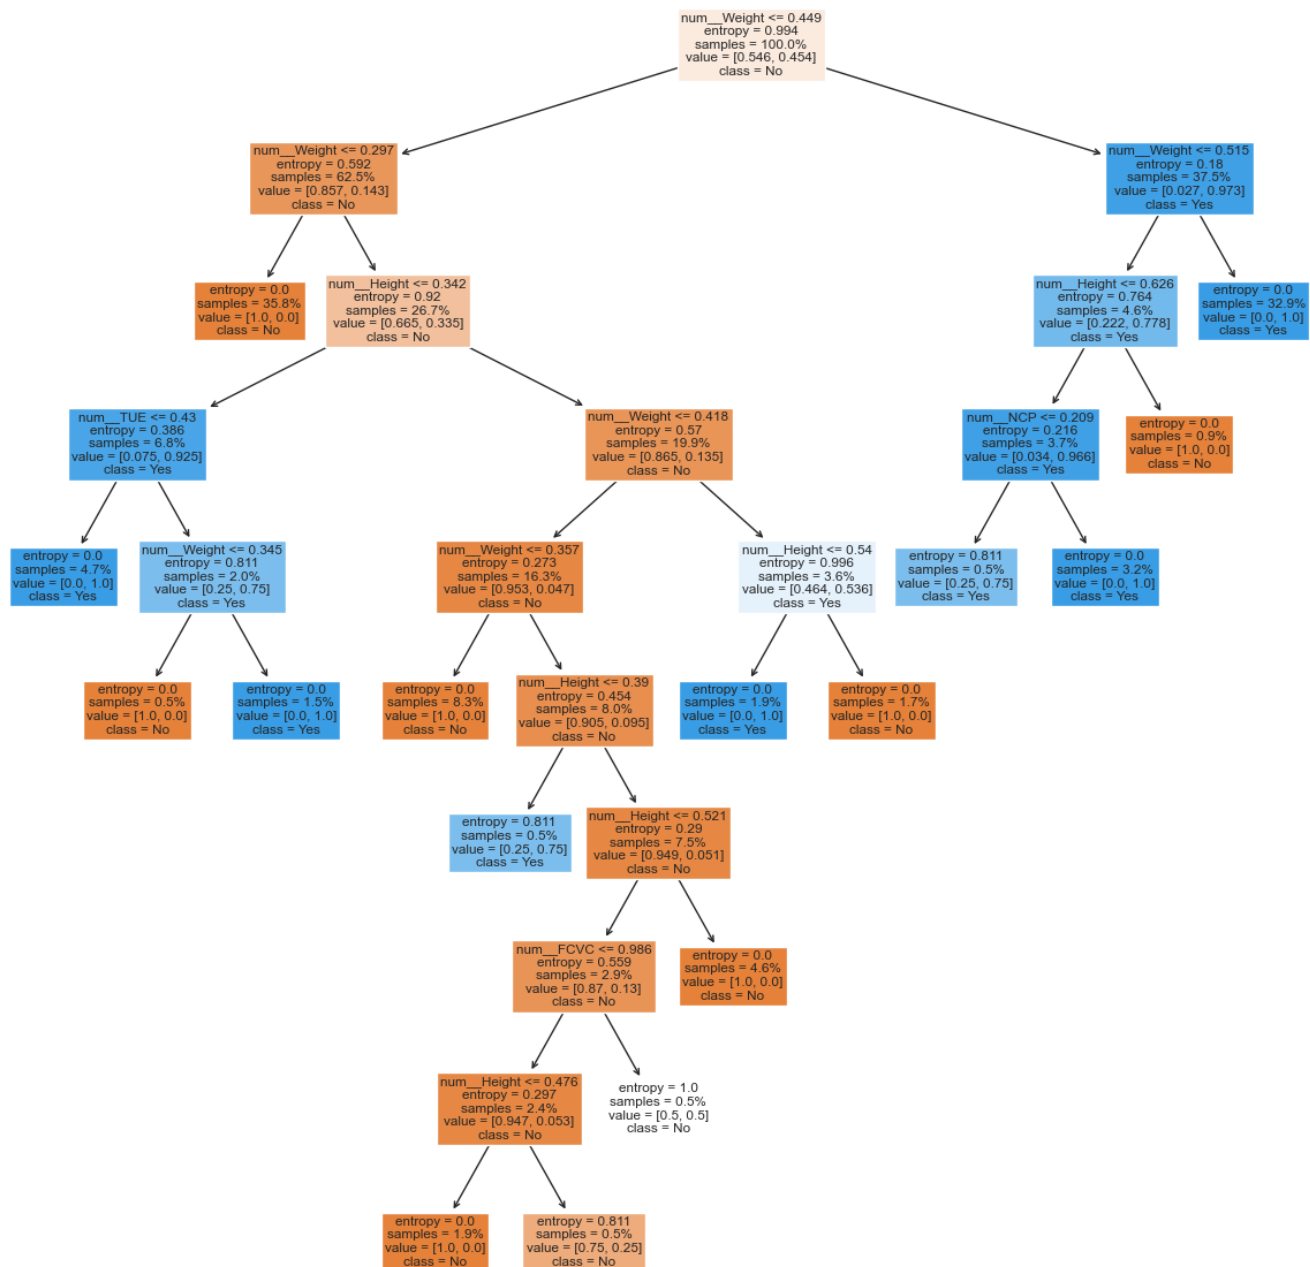 num__Weight <= 0.449
entropy = 0.994
samples = 100.0%
value = [0.546, 0.454]
class = No
num__Weight <= 0.297
entropy = 0.592
samples = 62.5%
value = [0.857, 0.143]
class = No
num__Weight <= 0.515
entropy = 0.18
samples = 37.5%
value = [0.027, 0.973]
class = Yes
entropy = 0.0
samples = 35.8%
value = [1.0, 0.0]
class = No
num__Height <= 0.342
entropy = 0.92
samples = 26.7%
value = [0.665, 0.335]
class = No
num__Height <= 0.626
entropy = 0.764
samples = 4.6%
value = [0.222, 0.778]
class = Yes
entropy = 0.0
samples = 32.9%
value = [0.0, 1.0]
class = Yes
num__TUE <= 0.43
entropy = 0.386
samples = 6.8%
value = [0.075, 0.925]
class = Yes
num__Weight <= 0.418
entropy = 0.57
samples = 19.9%
value = [0.865, 0.135]
class = No
num__NCP <= 0.209
entropy = 0.216
samples = 3.7%
value = [0.034, 0.966]
class = Yes
entropy = 0.0
samples = 0.9%
value = [1.0, 0.0]
class = No
entropy = 0.0
samples = 4.7%
value = [0.0, 1.0]
class = Yes
num__Weight <= 0.345
entropy = 0.811
samples = 2.0%
value = [0.25, 0.75]
class = Yes
num__Weight <= 0.357
entropy = 0.273
samples = 16.3%
value = [0.953, 0.047]
class = No
num__Height <= 0.54
entropy = 0.996
samples = 3.6%
value = [0.464, 0.536]
class = Yes
entropy = 0.811
samples = 0.5%
value = [0.25, 0.75]
class = Yes
entropy = 0.0
samples = 3.2%
value = [0.0, 1.0]
class = Yes
entropy = 0.0
samples = 0.5%
value = [1.0, 0.0]
class = No
entropy = 0.0
samples = 1.5%
value = [0.0, 1.0]
class = Yes
entropy = 0.0
samples = 8.3%
value = [1.0, 0.0]
class = No
num__Height <= 0.39
entropy = 0.454
samples = 8.0%
value = [0.905, 0.095]
class = No
entropy = 0.0
samples = 1.9%
value = [0.0, 1.0]
class = Yes
entropy = 0.0
samples = 1.7%
value = [1.0, 0.0]
class = No
entropy = 0.811
samples = 0.5%
value = [0.25, 0.75]
class = Yes
num__Height <= 0.521
entropy = 0.29
samples = 7.5%
value = [0.949, 0.051]
class = No
num__FCVC <= 0.986
entropy = 0.559
samples = 2.9%
value = [0.87, 0.13]
class = No
entropy = 0.0
samples = 4.6%
value = [1.0, 0.0]
class = No
num__Height <= 0.476
entropy = 0.297
samples = 2.4%
value = [0.947, 0.053]
class = No
entropy = 1.0
samples = 0.5%
value = [0.5, 0.5]
class = No
entropy = 0.0
samples = 1.9%
value = [1.0, 0.0]
class = No
entropy = 0.811
samples = 0.5%
value = [0.75, 0.25]
class = No